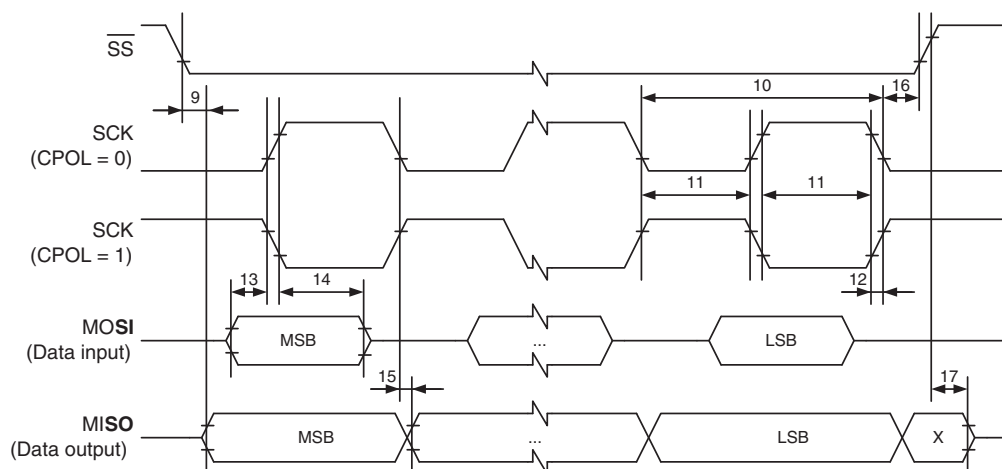 SS
9
10
16
SCK
(CPOL = 0)
11
11
SCK
(CPOL = 1)
13
14
12
MOSI
(Data input)
MSB
...
LSB
15
17
MISO
(Data output)
MSB
...
LSB
X